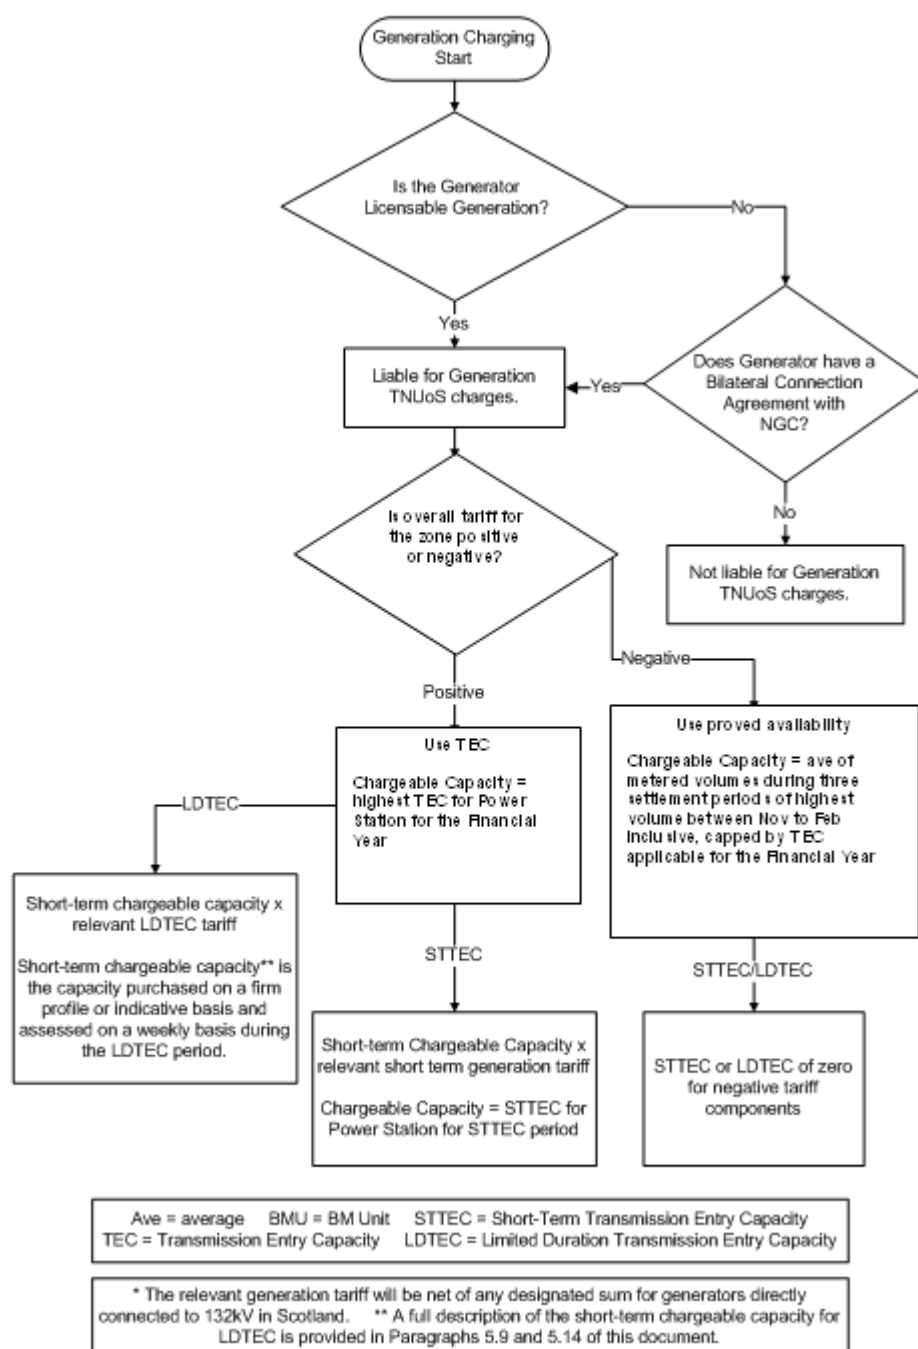 Generation Charging
Start
Is the Generator
Licensable Generation?
No
Yes
Does Generator have a
Bilateral Connection
Agreement with
NGC?
Liable for Generation
TNUoS charges.
Yes
No
Is overall tariff for
the zone positive
or negative?
Not liable for Generation
TNUoS charges.
Negative
Positive
Use TEC
Chargeable Capacity =
highest TEC for Power
Station for the Financial
Year
Use proved availability
Chargeable Capacity = ave of
metered volumes during three
settlement periods of highest
volume between Nov to Feb
inclusive, capped by TEC
applicable for the Financial Year
LDTEC
Short-term chargeable capacity x
relevant LDTEC tariff
Short-term chargeable capacity** is
the capacity purchased on a firm
profile or indicative basis and
assessed on a weekly basis during
the LDTEC period.
STTEC
STTEC/LDTEC
Short-term Chargeable Capacity x
relevant short term generation tariff
Chargeable Capacity = STTEC for
Power Station for STTEC period
STTEC or LDTEC of zero
for negative tariff
components
Ave = average BMU = BM Unit STTEC = Short-Term Transmission Entry Capacity
TEC = Transmission Entry Capacity LDTEC = Limited Duration Transmission Entry Capacity
* The relevant generation tariff will be net of any designated sum for generators directly
connected to 132kV in Scotland. ** A full description of the short-term chargeable capacity for
LDTEC is provided in Paragraphs 5.9 and 5.14 of this document.